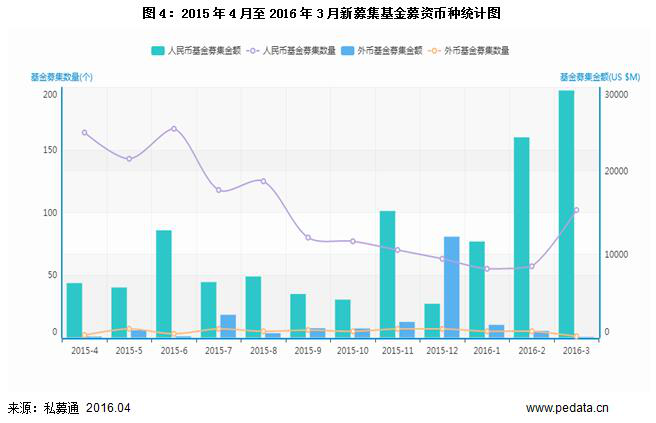 图 4：2015 年 4 月至 2016 年 3 月新募集基金募资币种统计图
人民币基金募集金额 人民币基金募集数量 外币基金募集金额 外币基金募集数量
基金募集数量(个) 基金募集金额(US $M)
200 30000
150 20000
100 10000
50
0 0
2015-4 2015-5 2015-6 2015-7 2015-8 2015-9 2015-10 2015-11 2015-12 2016-1 2016-2 2016-3
来源：私募通 2016.04 www.pedata.cn